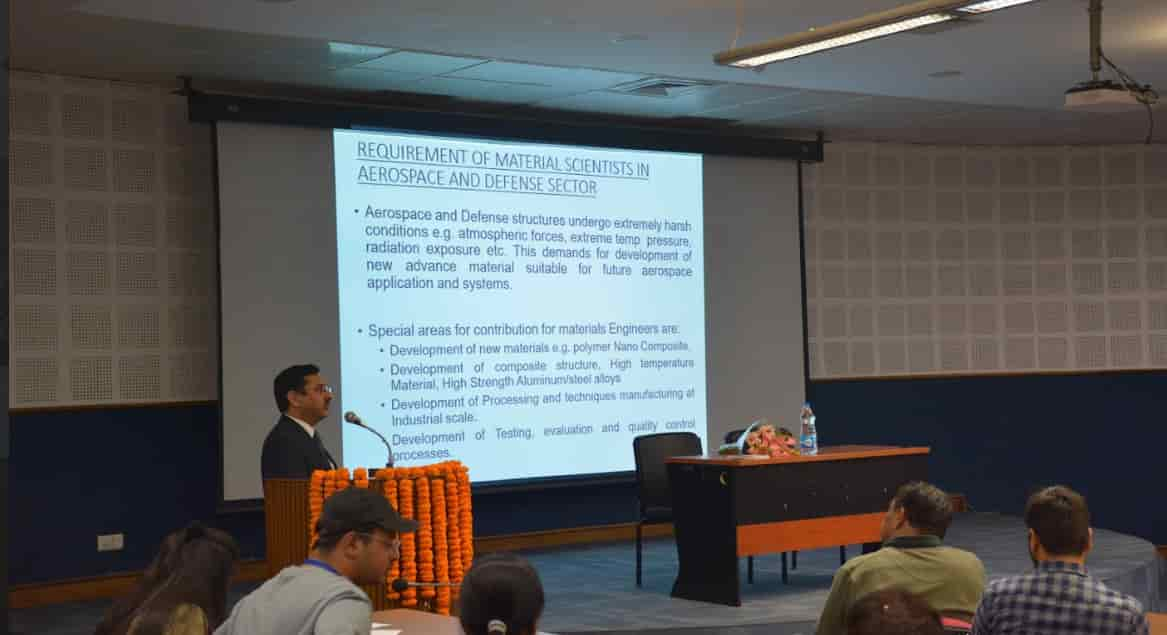 REQUIREMENT OF MATERIAL SCIENTISTS IN
AEROSPACE AND DEFENSE SECTOR
• Aerospace and Defense structures undergo extremely harsh
conditions e.g. atmospheric forces, extreme temp pressure,
radiation exposure etc. This demands for development of
new advance material suitable for future aerospace
application and systems.
• Special areas for contribution for materials Engineers are:
• Development of new materials e.g. polymer Nano Composite,
• Development of composite structure, High temperature
Material, High Strength Aluminum/steel alloys
• Development of Processing and techniques manufacturing at
Industrial scale.
Development of Testing, evaluation and quality control
processes.